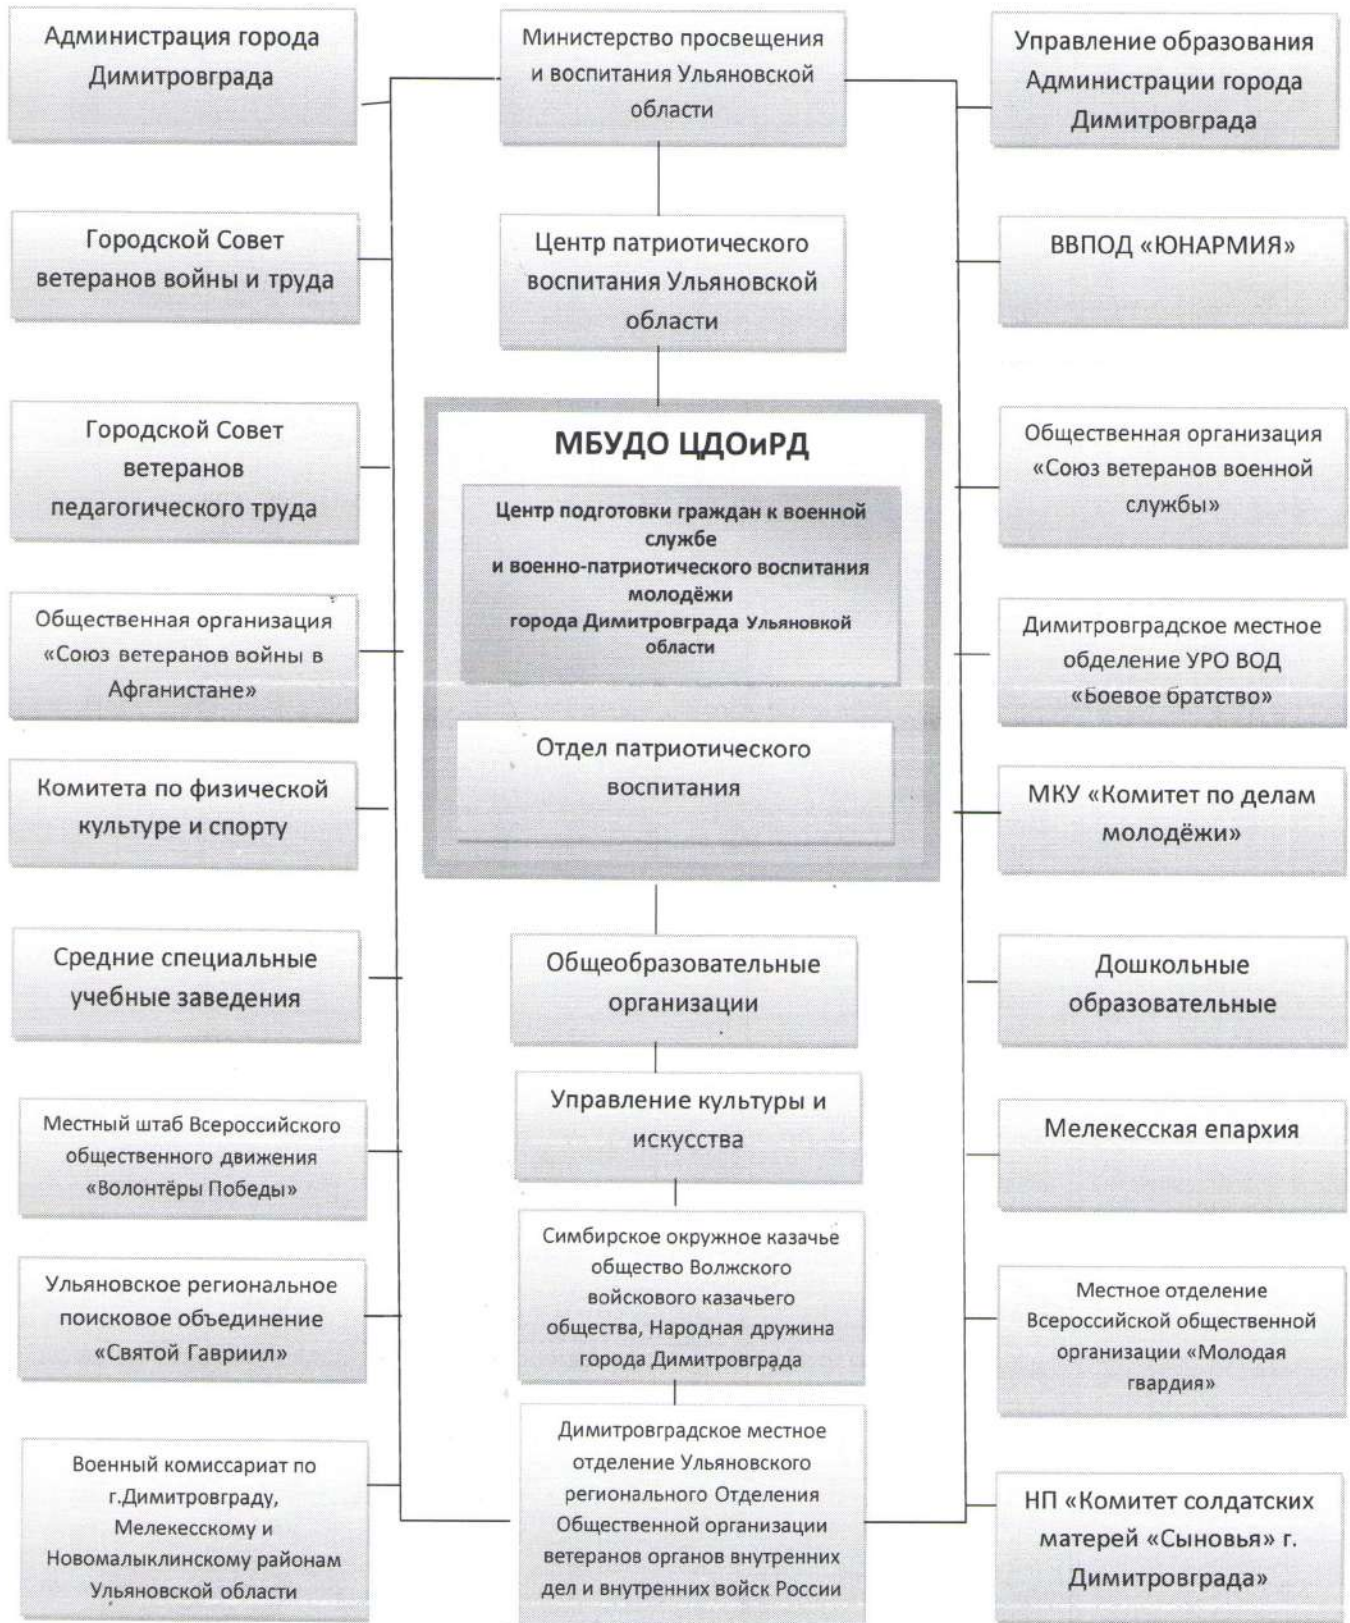 Администрация города
Димитровграда
Министерство просвещения
и воспитания Ульяновской
области
Управление образования
Администрации города
Димитровграда
Городской Совет
ветеранов войны и труда
Центр патриотического
воспитания Ульяновской
области
ВВПОД «ЮНАРМИЯ»
Городской Совет
ветеранов
педагогического труда
МБУДО ЦДОиРД
Центр подготовки граждан к военной
службе
и военно-патриотического воспитания
молодёжи
города Димитровграда Ульяновкой
области
Общественная организация
«Союз ветеранов военной
службы»
Общественная организация
«Союз ветеранов войны в
Афганистане»
Димитровградское местное
обделение УРО ВОД
«Боевое братство»
Отдел патриотического
воспитания
Комитета по физической
культуре и спорту
МКУ «Комитет по делам
молодёжи»
Средние специальные
учебные заведения
Общеобразовательные
организации
Дошкольные
образовательные
Местный штаб Всероссийского
общественного движения
«Волонтёры Победы»
Управление культуры и
искусства
Мелекесская епархия
Ульяновское региональное
поисковое объединение
«Святой Гавриил»
Симбирское окружное казачье
общество Волжского
войскового казачьего
общества, Народная дружина
города Димитровграда
Местное отделение
Всероссийской общественной
организации «Молодая
гвардия»
Военный комиссариат по
г.Димитровграду,
Мелекесскому и
Новомалыклинскому районам
Ульяновской области
Димитровградское местное
отделение Ульяновского
регионального Отделения
Общественной организации
ветеранов органов внутренних
дел и внутренних войск России
НП «Комитет солдатских
матерей «Сыновья» г.
Димитровграда»